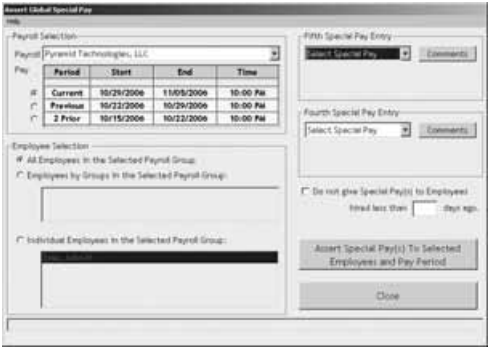 Assert Global Special Pay
Help
Payroll Selection
Payroll Pyramid Technologies, LLC
Pay
Period Start End Time
Current 10/29/2006 11/05/2006 10:00 PM
Previous 10/22/2006 10/29/2006 10:00 PM
2 Prior 10/15/2006 10/22/2006 10:00 PM
Employee Selection
All Employees in the Selected Payroll Group
Employees by Groups in the Selected Payroll Group:
Individual Employees in the Selected Payroll Group:
Fifth Special Pay Entry
Select Special Pay Comments
Fourth Special Pay Entry
Select Special Pay Comments
Do not give Special Pay(s) to Employees
hired less than days ago.
Assert Special Pay(s) To Selected
Employees and Pay Period
Close